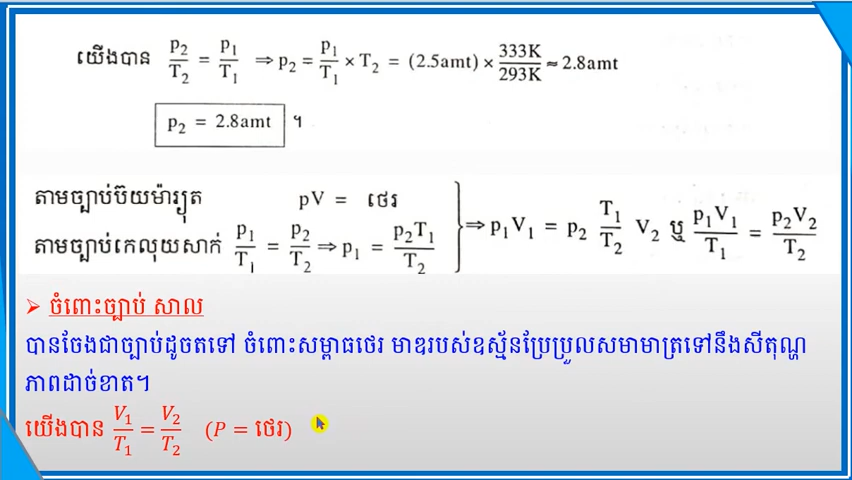 យើងបាន p₂/T₂ = p₁/T₁ ⇒ p₂ = p₁/T₁ × T₂ = (2.5amt) × 333K/293K ≈ 2.8amt
p₂ = 2.8amt ។
តាមច្បាប់ប៊យម៉ារ្យុត pV = ថេរ
តាមច្បាប់កេលុយសាក់ p₁/T₁ = p₂/T₂ ⇒ p₁ = p₂T₁/T₂ } ⇒ p₁V₁ = p₂ T₁/T₂ V₂ ឬ p₁V₁/T₁ = p₂V₂/T₂
➢ ចំពោះច្បាប់ សាល
បានចែងជាច្បាប់ដូចតទៅ ចំពោះសម្ពាធថេរ មាឌរបស់ឧស្ម័នប្រែប្រួលសមាមាត្រទៅនឹងសីតុណ្ហ
ភាពដាច់ខាត។
យើងបាន V₁/T₁ = V₂/T₂ (P = ថេរ)